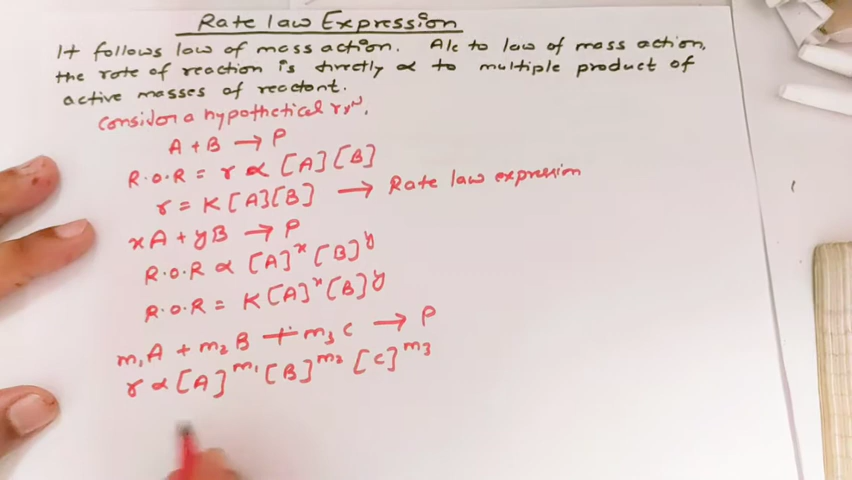 Rate law Expression
It follows law of mass action. Alc to law of mass action,
the rate of reaction is directly ∝ to multiple product of
active masses of reactant.
Consider a hypothetical rxn,
A + B → P
R.O.R = r ∝ [A][B]
r = K[A][B] → Rate law expression
xA + yB → P
R.O.R ∝ [A]^x [B]^y
R.O.R = K[A]^x [B]^y
m₁A + m₂B + m₃C → P
r ∝ [A]^m₁ [B]^m₂ [C]^m₃